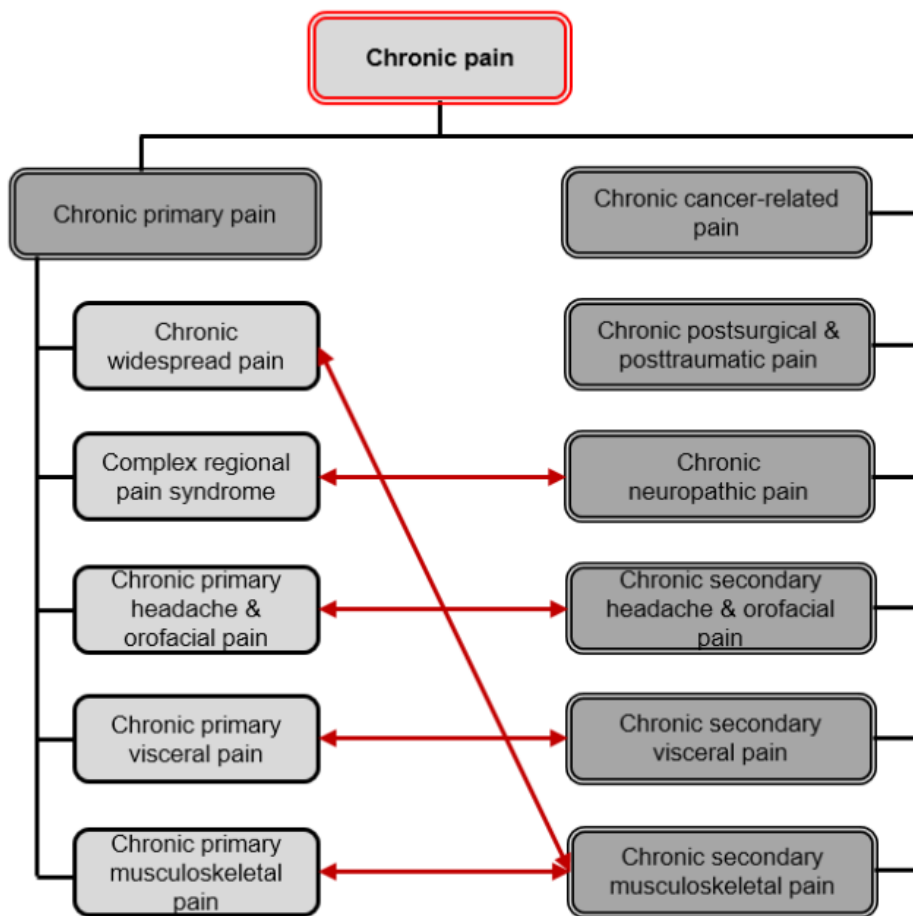 Chronic pain
Chronic primary pain
Chronic
widespread pain
Complex regional
pain syndrome
Chronic primary
headache &
orofacial pain
Chronic primary
visceral pain
Chronic primary
musculoskeletal
pain
Chronic cancer-related
pain
Chronic postsurgical &
posttraumatic pain
Chronic
neuropathic pain
Chronic secondary
headache & orofacial
pain
Chronic secondary
visceral pain
Chronic secondary
musculoskeletal pain